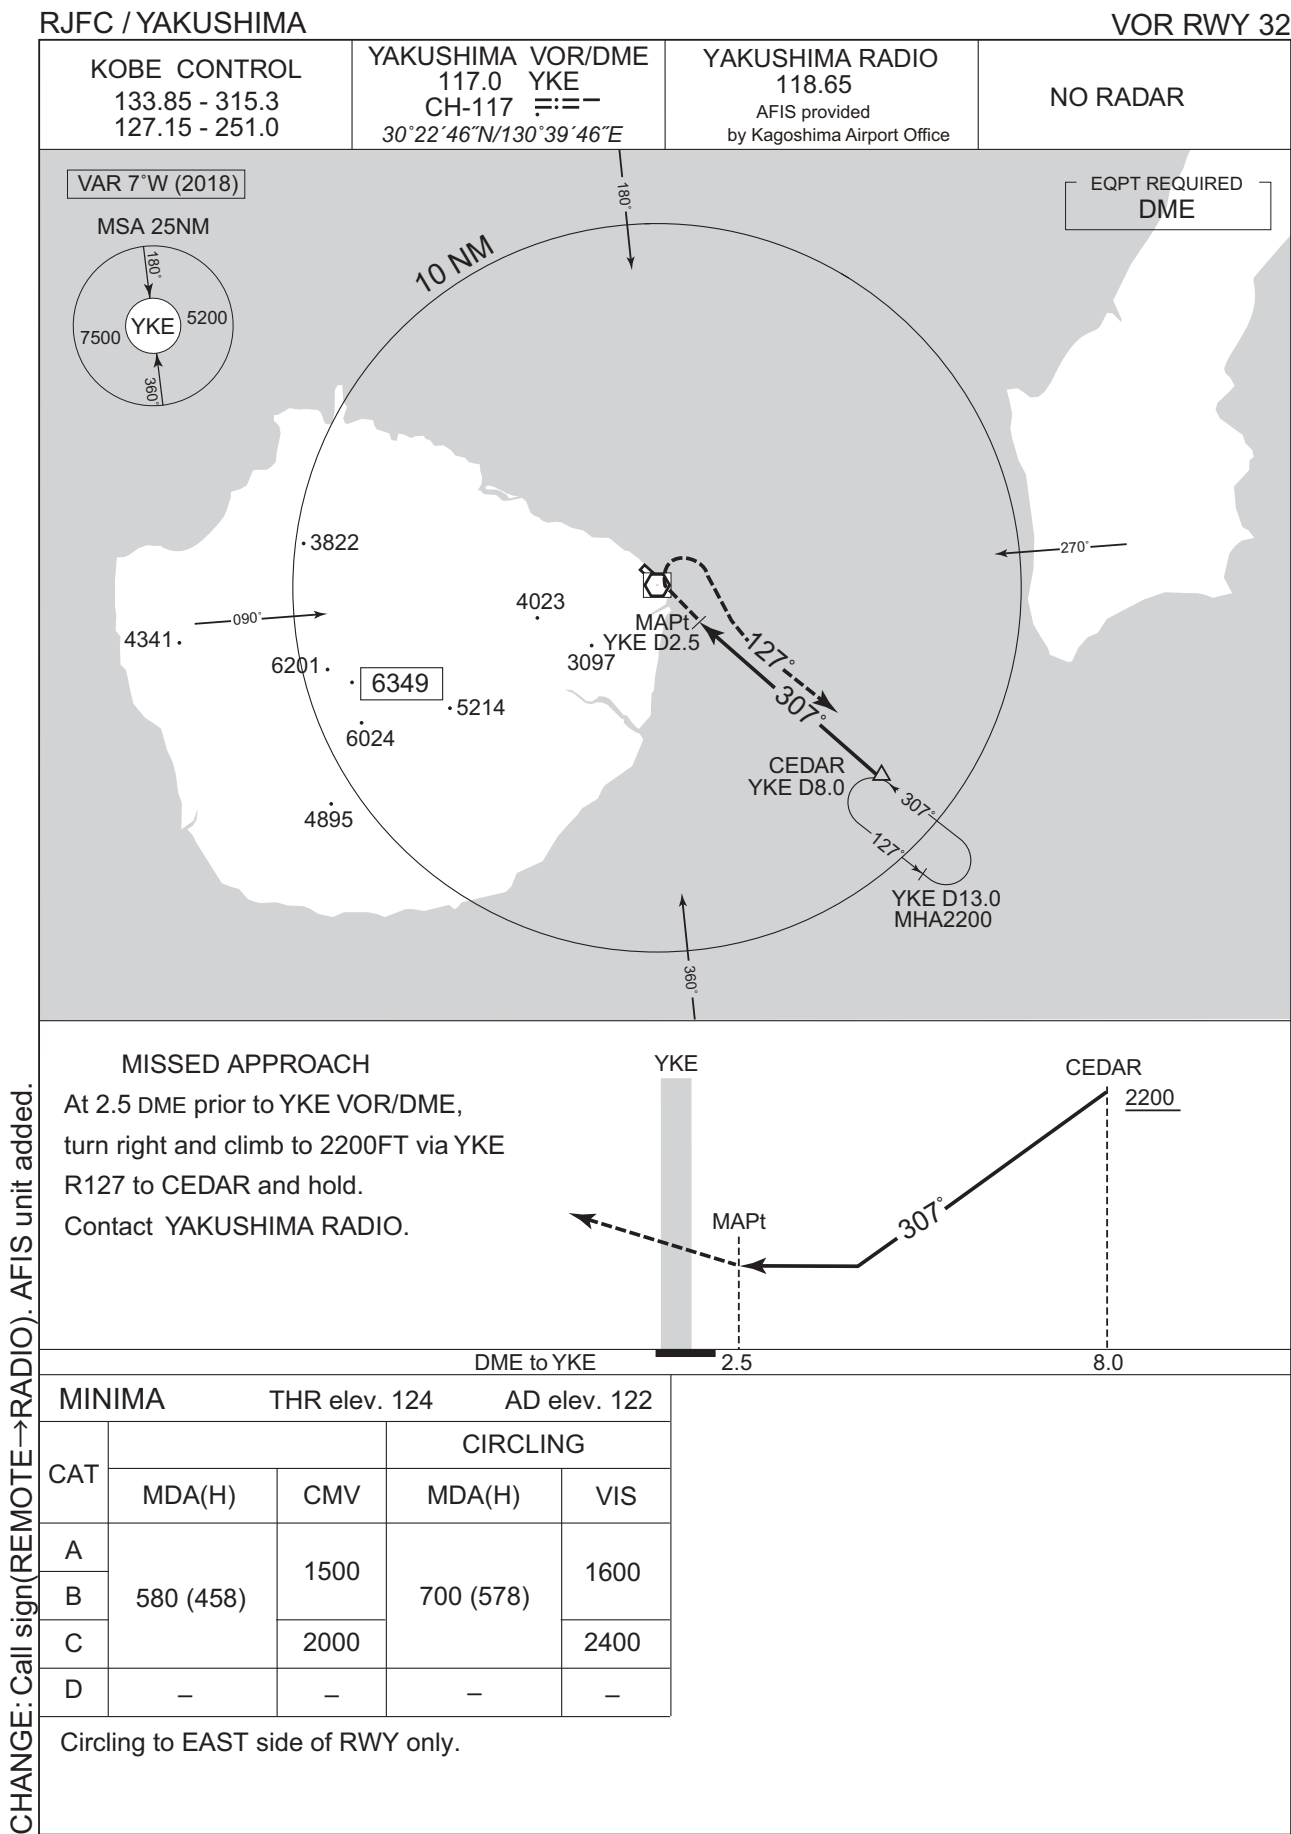 RJFC / YAKUSHIMA
VOR RWY 32
KOBE CONTROL
133.85 - 315.3
127.15 - 251.0
YAKUSHIMA VOR/DME
117.0 YKE
CH-117
30°22´46˝N/130°39´46˝E
YAKUSHIMA RADIO
118.65
AFIS provided
by Kagoshima Airport Office
NO RADAR
VAR 7°W (2018)
EQPT REQUIRED
DME
MSA 25NM
180°
7500
YKE
5200
360°
180°
10 NM
3822
270°
4023
090°
4341
MAPt
YKE D2.5
3097
6201
6349
127°
307°
5214
6024
CEDAR
YKE D8.0
4895
307°
127°
YKE D13.0
MHA2200
360°
MISSED APPROACH
At 2.5 DME prior to YKE VOR/DME,
turn right and climb to 2200FT via YKE
R127 to CEDAR and hold.
Contact YAKUSHIMA RADIO.
YKE
CEDAR
2200
307°
MAPt
DME to YKE
2.5
8.0
MINIMA THR elev. 124 AD elev. 122
CAT
CIRCLING
MDA(H) CMV MDA(H) VIS
A
B
C
D
580 (458)
1500
2000
700 (578)
1600
2400
– – – –
Circling to EAST side of RWY only.
CHANGE: Call sign(REMOTE→RADIO). AFIS unit added.